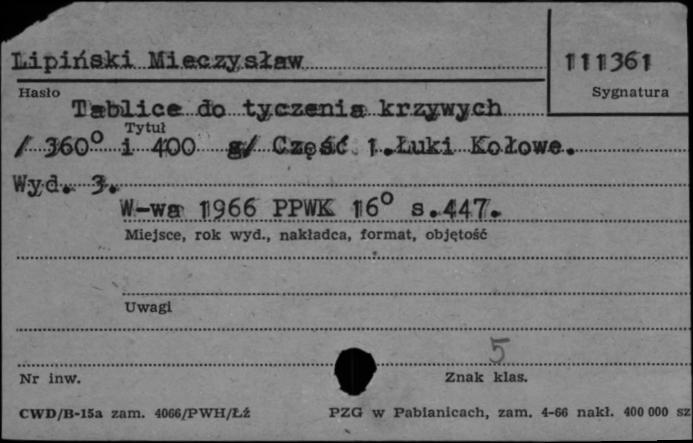 Lipiński Mieczysław
111361
Hasło
Sygnatura
Tablice do tyczenia krzywych
Tytuł
/ 360° i 400 g/ Część 1.Łuki Kołowe.
Wyd. 3.
W-wa 1966 PPWK 16° s.447.
Miejsce, rok wyd., nakładca, format, objętość
Uwagi
5
Nr inw.
Znak klas.
CWD/B-15a zam. 4066/PWH/Łź
PZG w Pabianicach, zam. 4-66 nakł. 400 000 sz